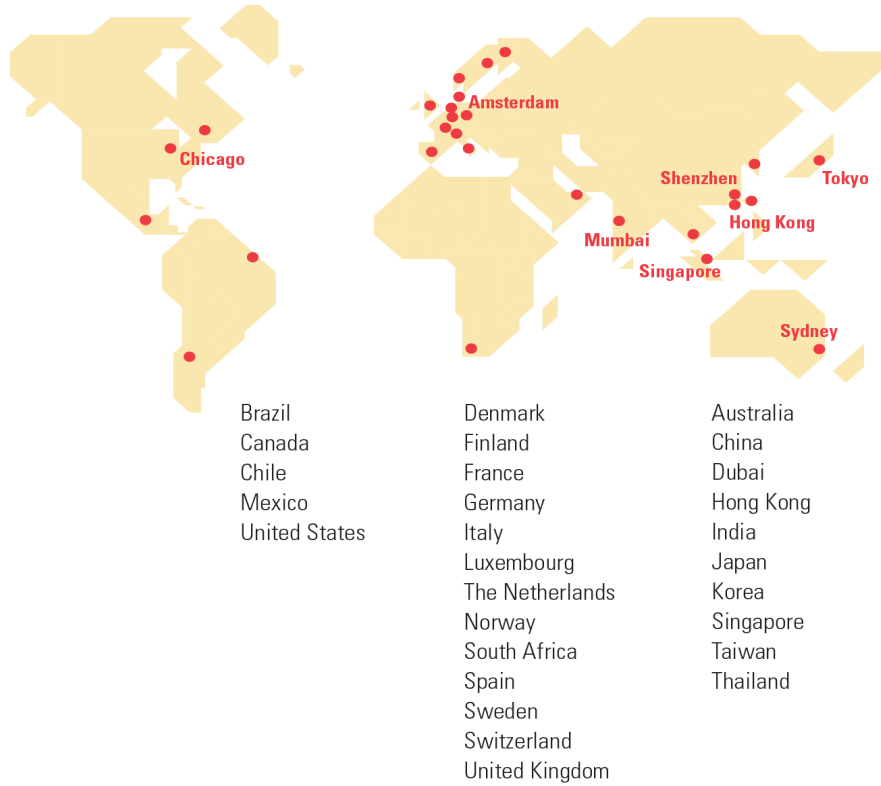 Amsterdam
Chicago
Shenzhen
Tokyo
Hong Kong
Mumbai
Singapore
Sydney
Brazil
Canada
Chile
Mexico
United States
Denmark
Finland
France
Germany
Italy
Luxembourg
The Netherlands
Norway
South Africa
Spain
Sweden
Switzerland
United Kingdom
Australia
China
Dubai
Hong Kong
India
Japan
Korea
Singapore
Taiwan
Thailand